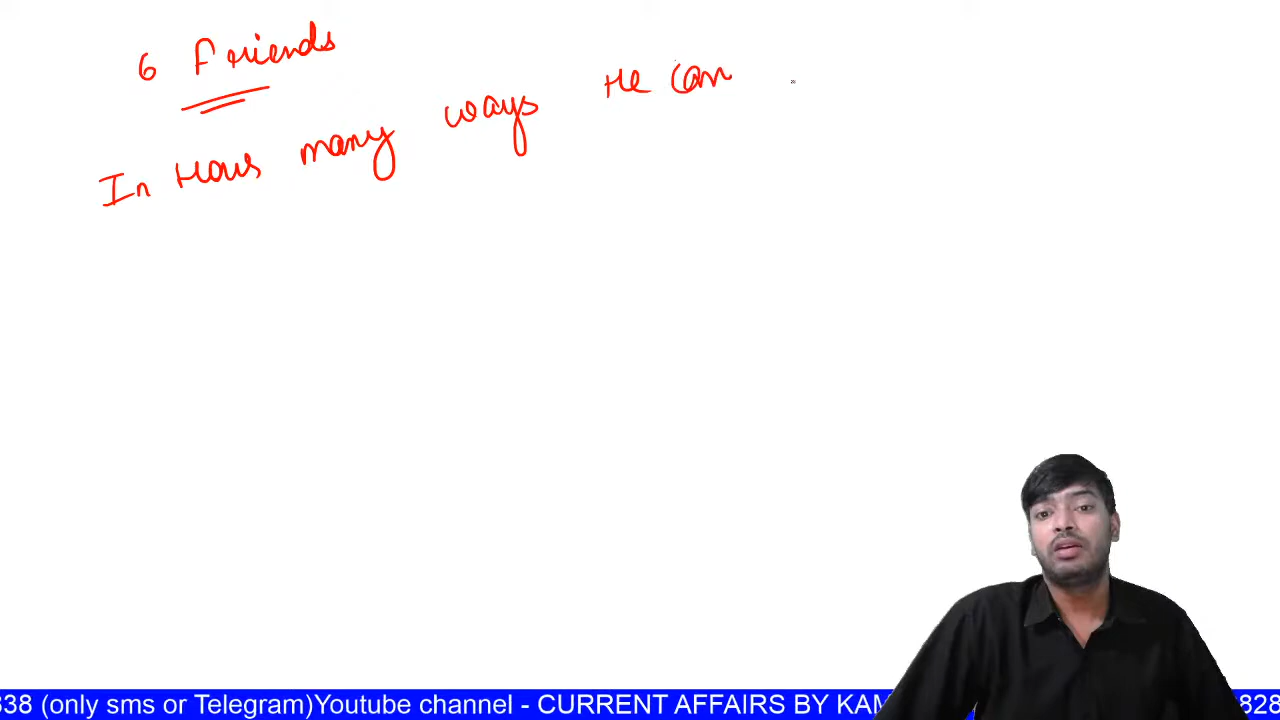 6 Friends
In How many ways He can
838 (only sms or Telegram)Youtube channel - CURRENT AFFAIRS BY KAM 828